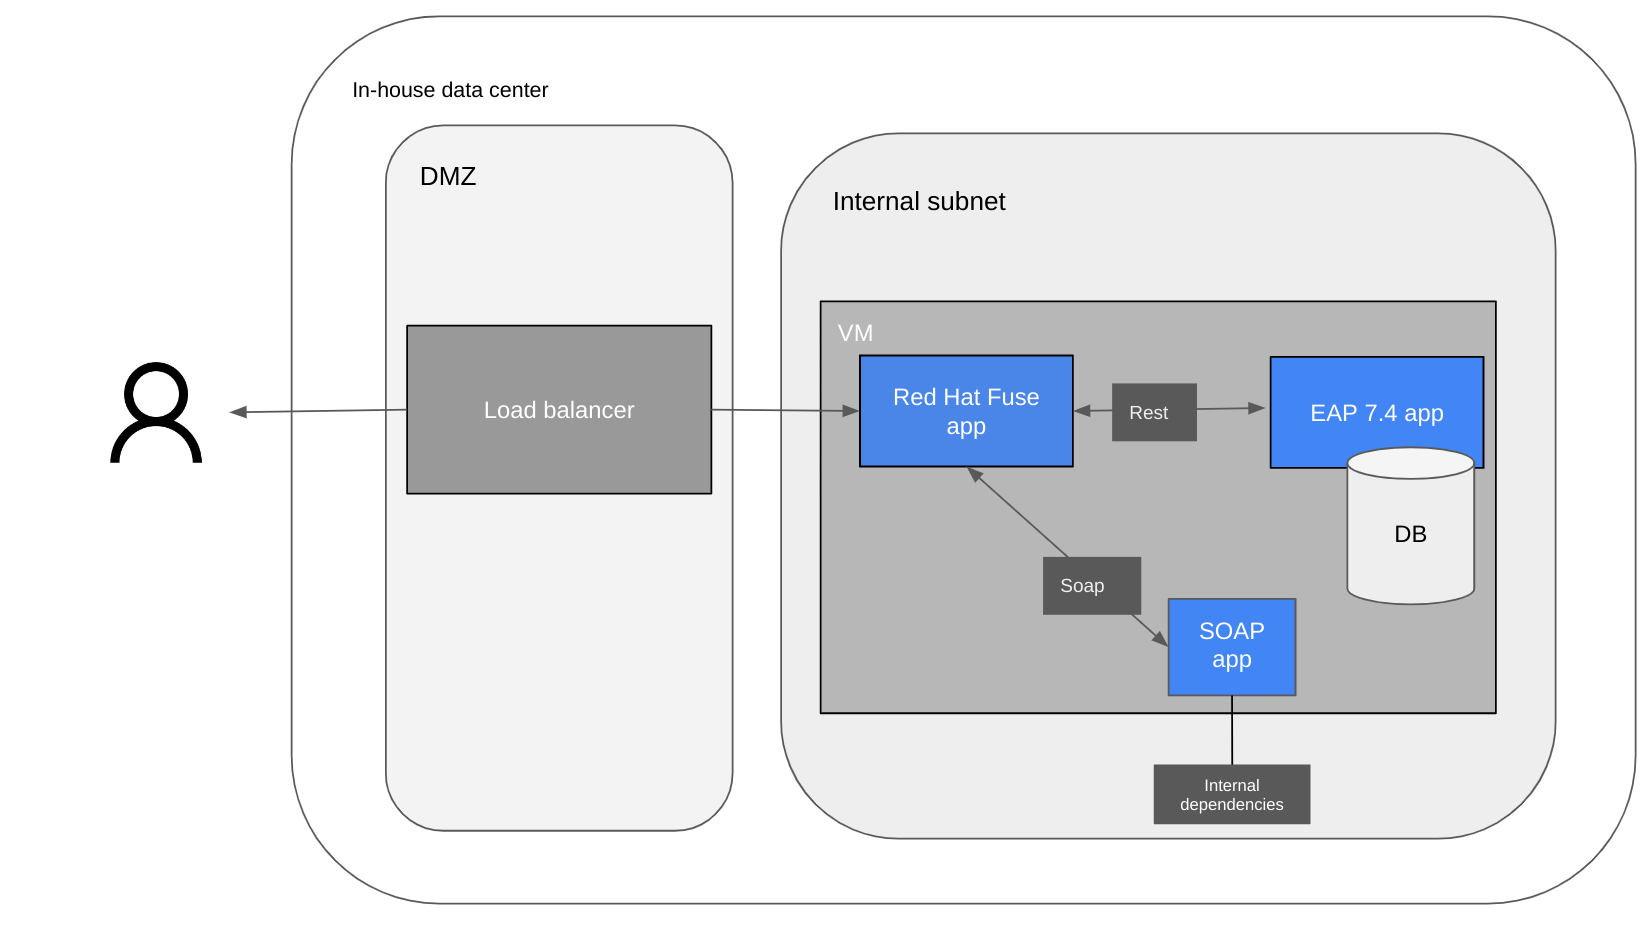 In-house data center
DMZ
Internal subnet
VM
Load balancer
Red Hat Fuse
app
Rest
EAP 7.4 app
DB
Soap
SOAP
app
Internal
dependencies